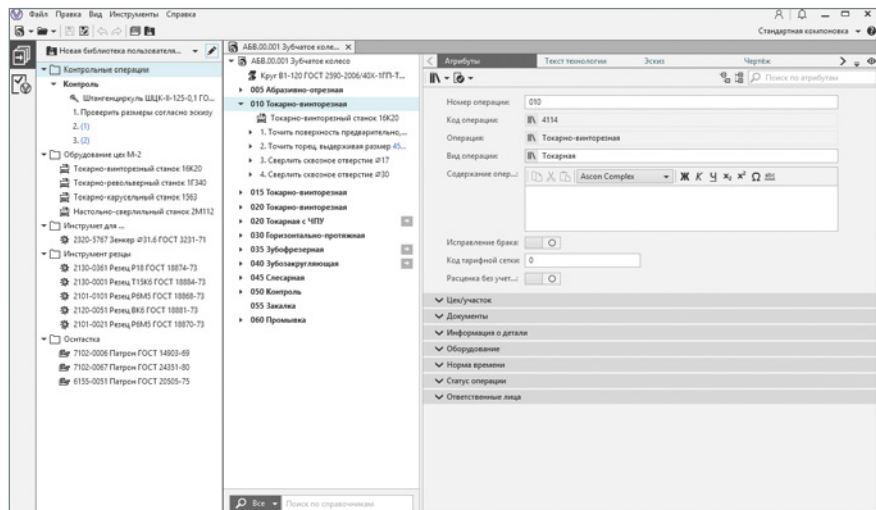 Файл Правка Вид Инструменты Справка
Стандартная компоновка
Новая библиотека пользователя...
Контрольные операции
Контроль
Штангенциркуль ШЦК-II-125-0,1 ГО...
1. Проверить размеры согласно эскизу
2. (1)
3. (2)
Обрудование цех М-2
Токарно-винторезный станок 16К20
Токарно-револьверный станок 1Г340
Токарно-карусельный станок 1563
Настольно-сверлильный станок 2М112
Инструмет для ...
2320-5767 Зенкер ∅31.6 ГОСТ 3231-71
Инструмент резцы
2130-0361 Резец Р18 ГОСТ 18874-73
2130-0001 Резец Т15К6 ГОСТ 18884-73
2101-0101 Резец Р6М5 ГОСТ 18868-73
2120-0051 Резец ВК6 ГОСТ 18881-73
2101-0021 Резец Р6М5 ГОСТ 18870-73
Оснтастка
7102-0006 Патрон ГОСТ 14903-69
7102-0067 Патрон ГОСТ 24351-80
6155-0051 Патрон ГОСТ 20505-75
АБВ.00.001 Зубчатое коле...
АБВ.00.001 Зубчатое колесо
Круг В1-120 ГОСТ 2590-2006/40Х-1ГП-Т...
005 Абразивно-отрезная
010 Токарно-винторезная
Токарно-винторезный станок 16К20
1. Точить поверхность предварительно,...
2. Точить торец, выдерживая размер 45...
3. Сверлить сквозное отверстие ∅17
4. Сверлить сквозное отверстие ∅30
015 Токарно-винторезная
020 Токарно-винторезная
020 Токарная с ЧПУ
030 Горизонтально-протяжная
035 Зубофрезерная
040 Зубозакругляющая
045 Слесарная
050 Контроль
055 Закалка
060 Промывка
Все
Поиск по справочникам
Атрибуты Текст технологии Эскиз Чертёж
Поиск по атрибутам
Номер операции: 010
Код операции: 4114
Операция: Токарно-винторезная
Вид операции: Токарная
Содержание опер...: Ascon Complex Ж К Ч x₂ x² Ω abc
Исправление брака:
Код тарифной сетки: 0
Расценка без учет...:
Цех/участок
Документы
Информация о детали
Оборудование
Норма времени
Статус операции
Ответственные лица